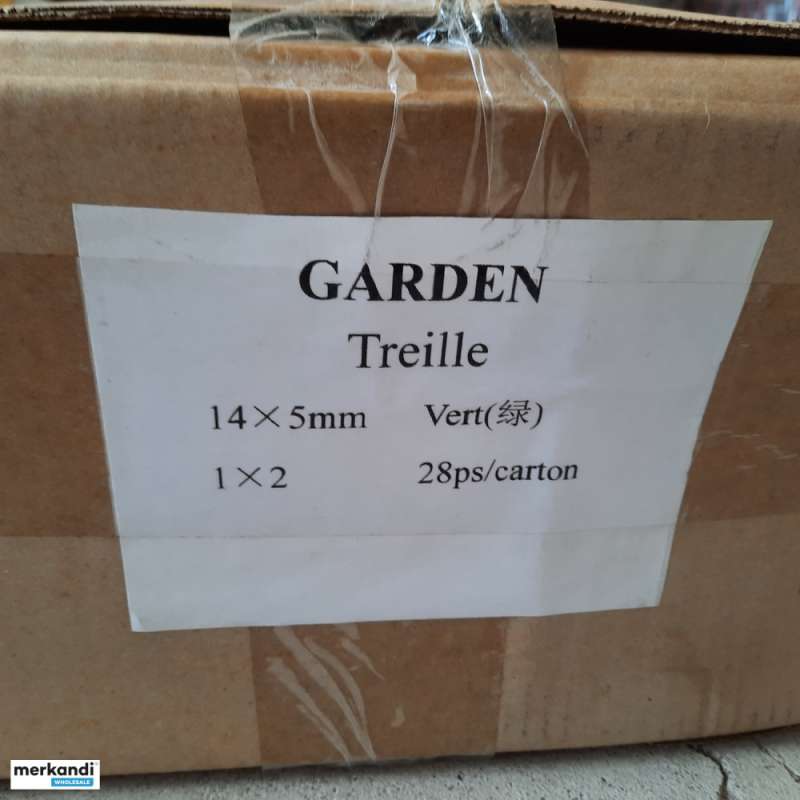 GARDEN
Treille
14×5mm Vert(绿)
1×2 28ps/carton
merkandi
WHOLESALE